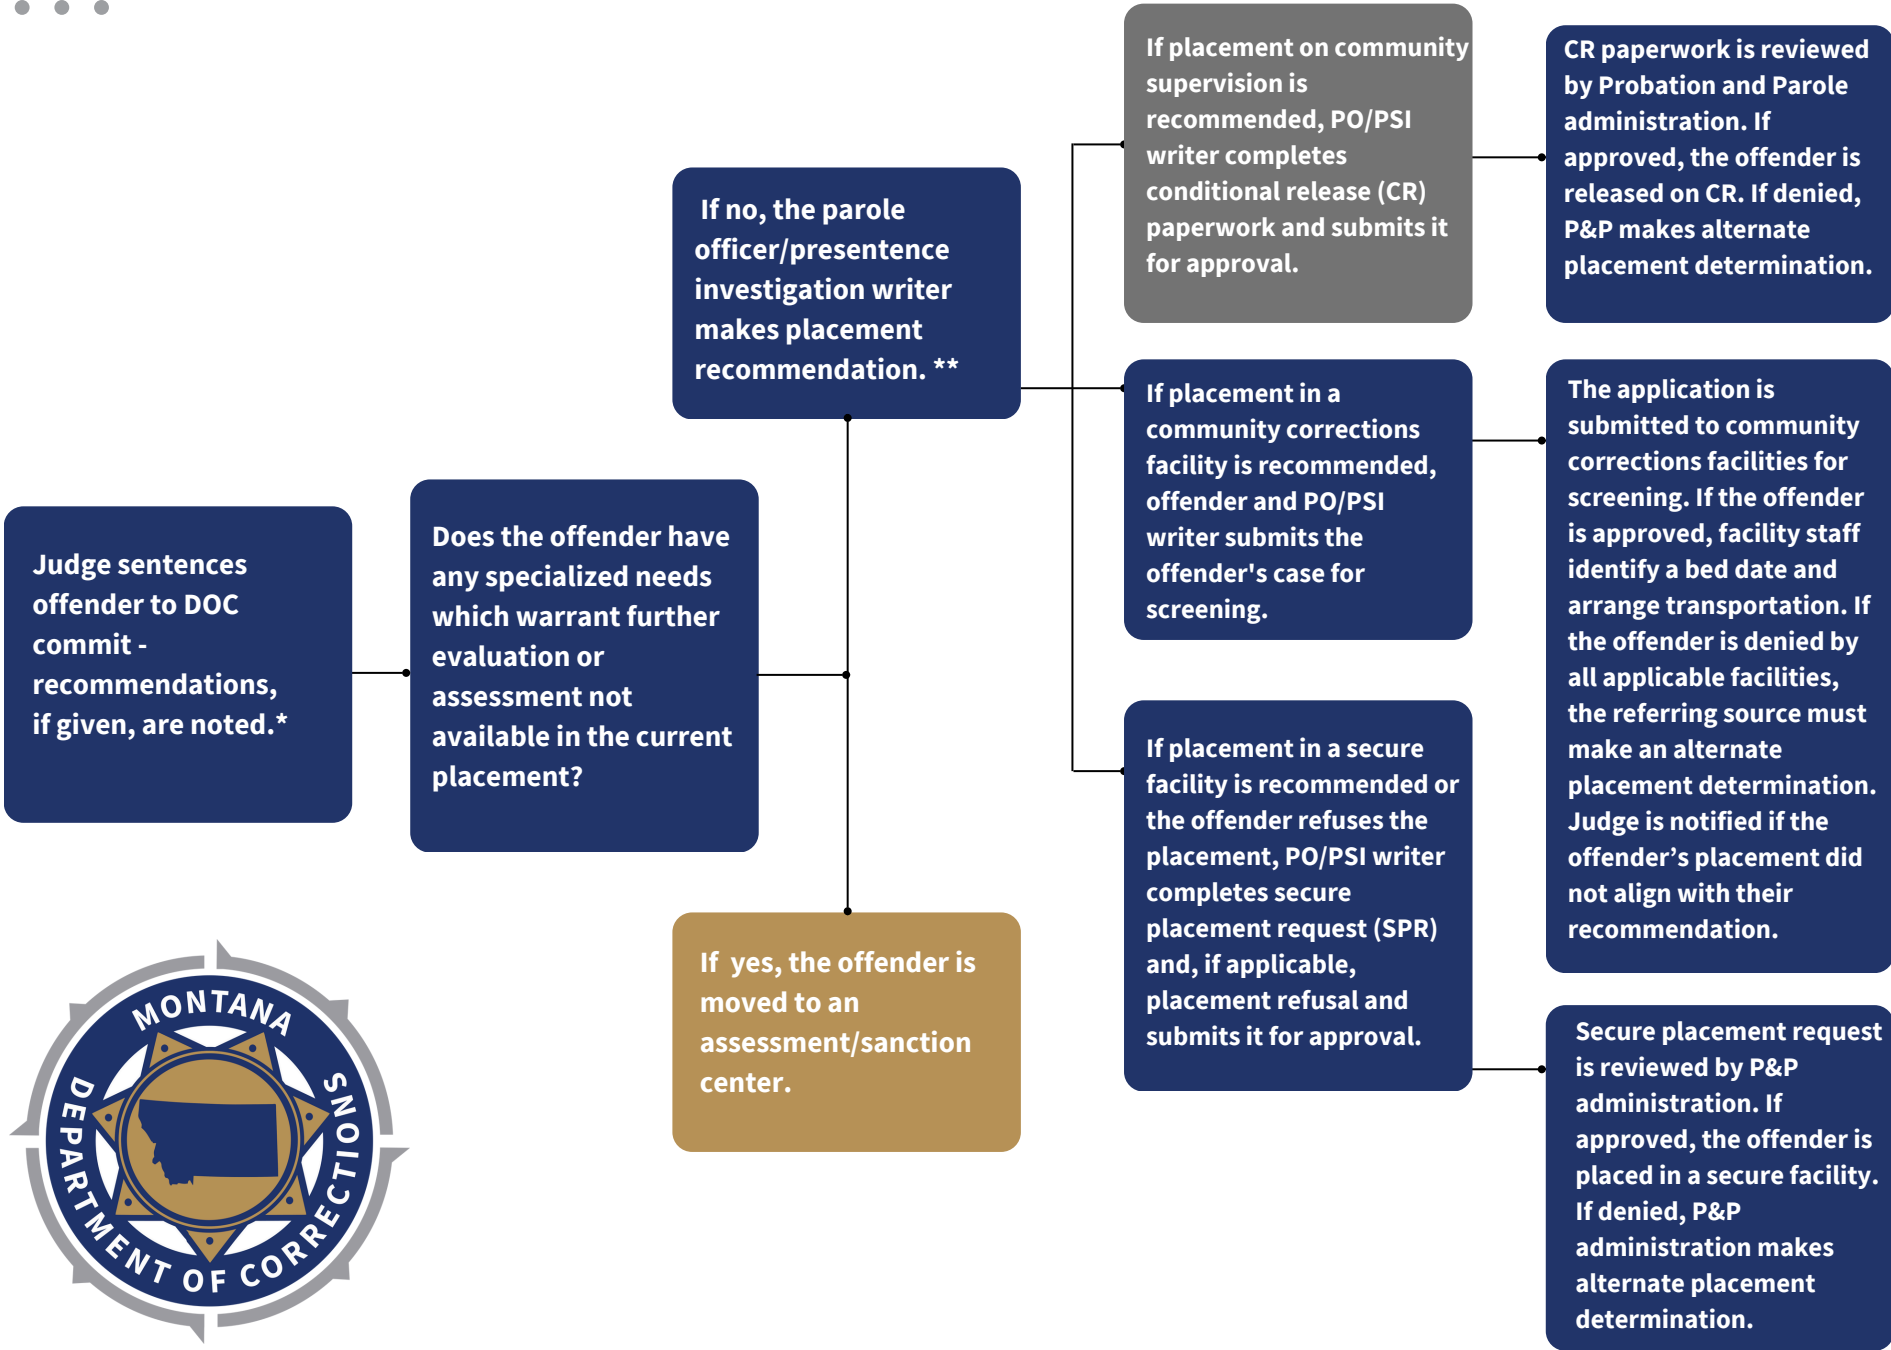 Judge sentences
offender to DOC
commit -
recommendations,
if given, are noted.*
Does the offender have
any specialized needs
which warrant further
evaluation or
assessment not
available in the current
placement?
If no, the parole
officer/presentence
investigation writer
makes placement
recommendation. **
If yes, the offender is
moved to an
assessment/sanction
center.
If placement on community
supervision is
recommended, PO/PSI
writer completes
conditional release (CR)
paperwork and submits it
for approval.
CR paperwork is reviewed
by Probation and Parole
administration. If
approved, the offender is
released on CR. If denied,
P&P makes alternate
placement determination.
If placement in a
community corrections
facility is recommended,
offender and PO/PSI
writer submits the
offender's case for
screening.
The application is
submitted to community
corrections facilities for
screening. If the offender
is approved, facility staff
identify a bed date and
arrange transportation. If
the offender is denied by
all applicable facilities,
the referring source must
make an alternate
placement determination.
Judge is notified if the
offender’s placement did
not align with their
recommendation.
If placement in a secure
facility is recommended or
the offender refuses the
placement, PO/PSI writer
completes secure
placement request (SPR)
and, if applicable,
placement refusal and
submits it for approval.
Secure placement request
is reviewed by P&P
administration. If
approved, the offender is
placed in a secure facility.
If denied, P&P
administration makes
alternate placement
determination.
MONTANA
DEPARTMENT OF CORRECTIONS